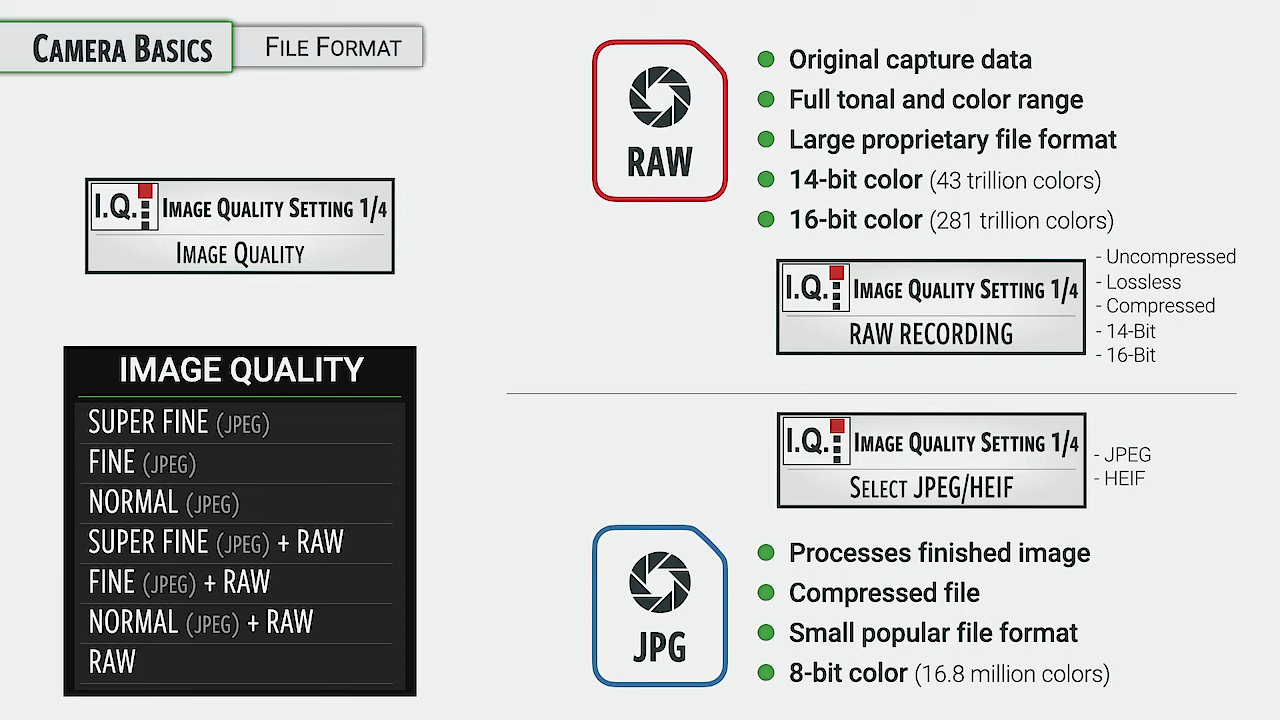 CAMERA BASICS
FILE FORMAT
I.Q. IMAGE QUALITY SETTING 1/4
IMAGE QUALITY
IMAGE QUALITY
SUPER FINE (JPEG)
FINE (JPEG)
NORMAL (JPEG)
SUPER FINE (JPEG) + RAW
FINE (JPEG) + RAW
NORMAL (JPEG) + RAW
RAW
RAW
Original capture data
Full tonal and color range
Large proprietary file format
14-bit color (43 trillion colors)
16-bit color (281 trillion colors)
I.Q. IMAGE QUALITY SETTING 1/4
RAW RECORDING
- Uncompressed
- Lossless
- Compressed
- 14-Bit
- 16-Bit
I.Q. IMAGE QUALITY SETTING 1/4
SELECT JPEG/HEIF
- JPEG
- HEIF
JPG
Processes finished image
Compressed file
Small popular file format
8-bit color (16.8 million colors)